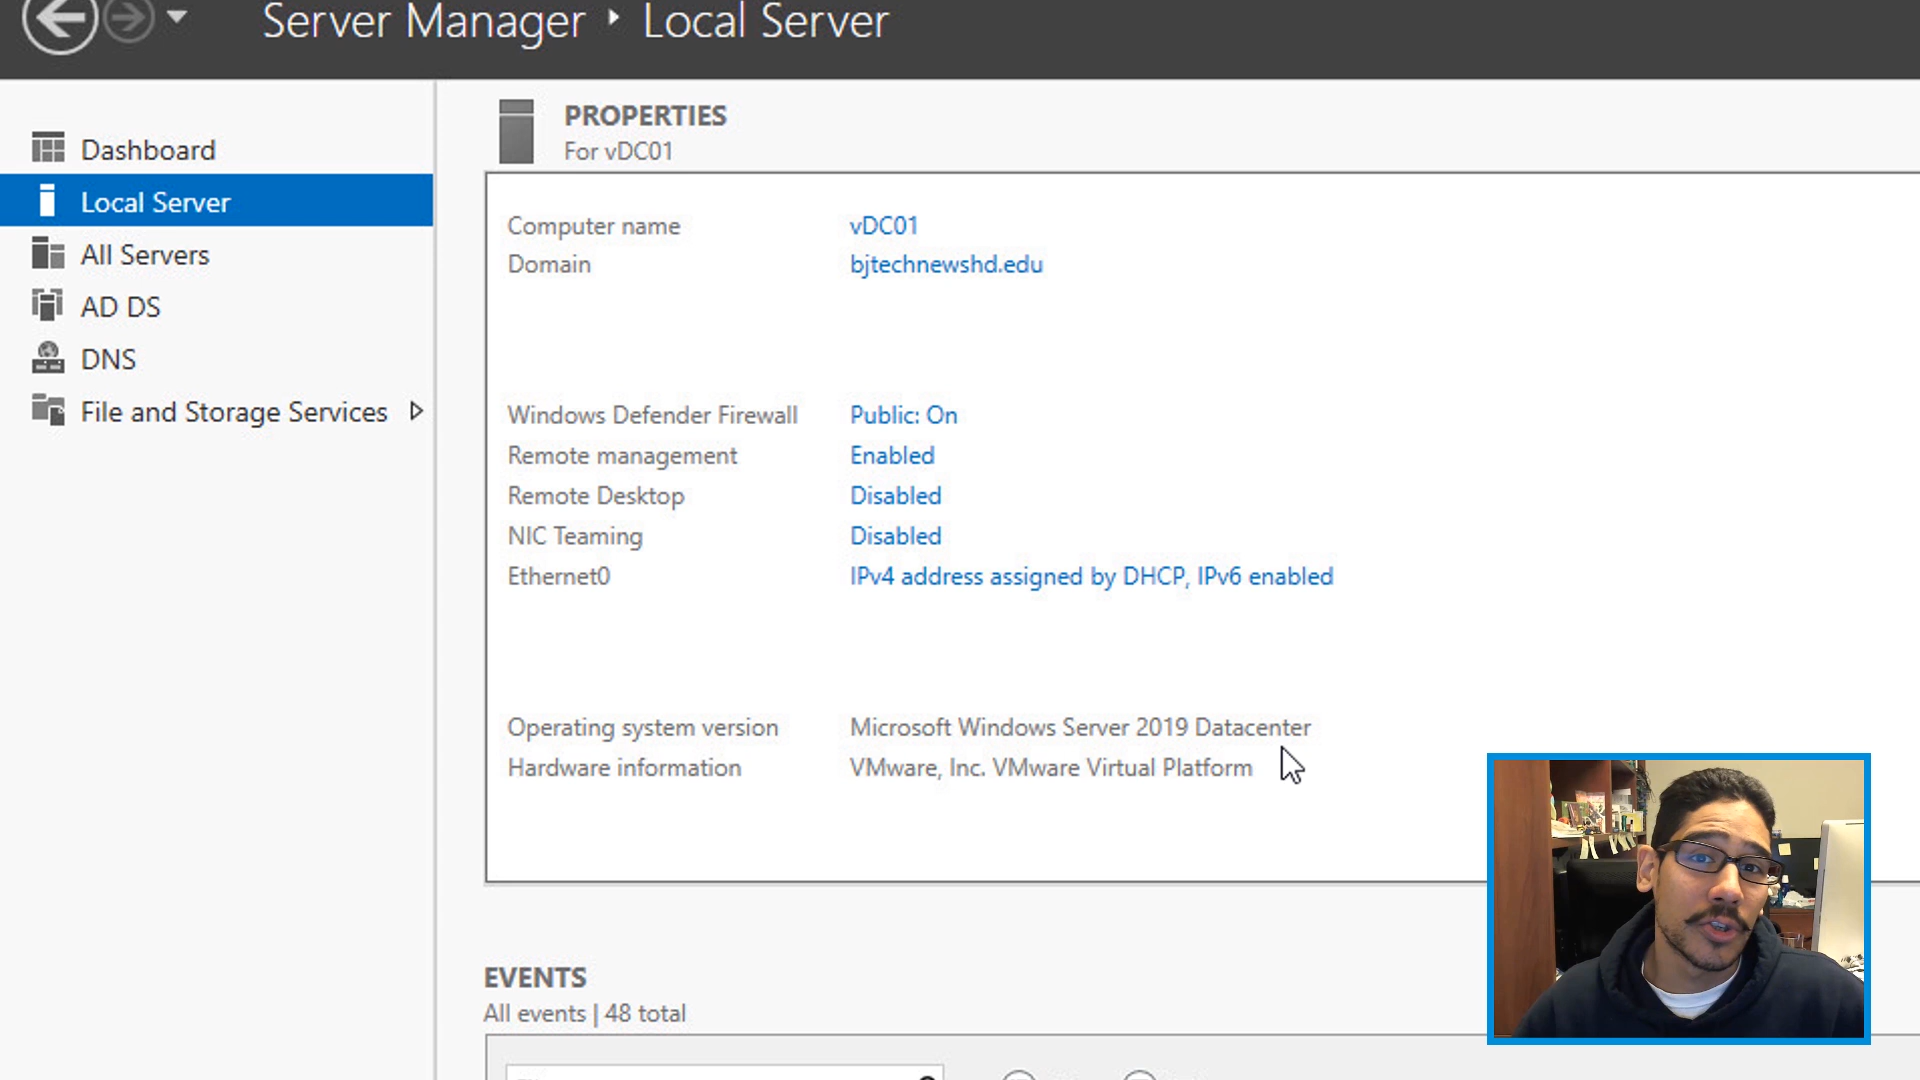 Server Manager ‣ Local Server
Dashboard
Local Server
All Servers
AD DS
DNS
File and Storage Services
PROPERTIES
For vDC01
Computer name vDC01
Domain bjtechnewshd.edu
Windows Defender Firewall Public: On
Remote management Enabled
Remote Desktop Disabled
NIC Teaming Disabled
Ethernet0 IPv4 address assigned by DHCP, IPv6 enabled
Operating system version Microsoft Windows Server 2019 Datacenter
Hardware information VMware, Inc. VMware Virtual Platform
EVENTS
All events | 48 total